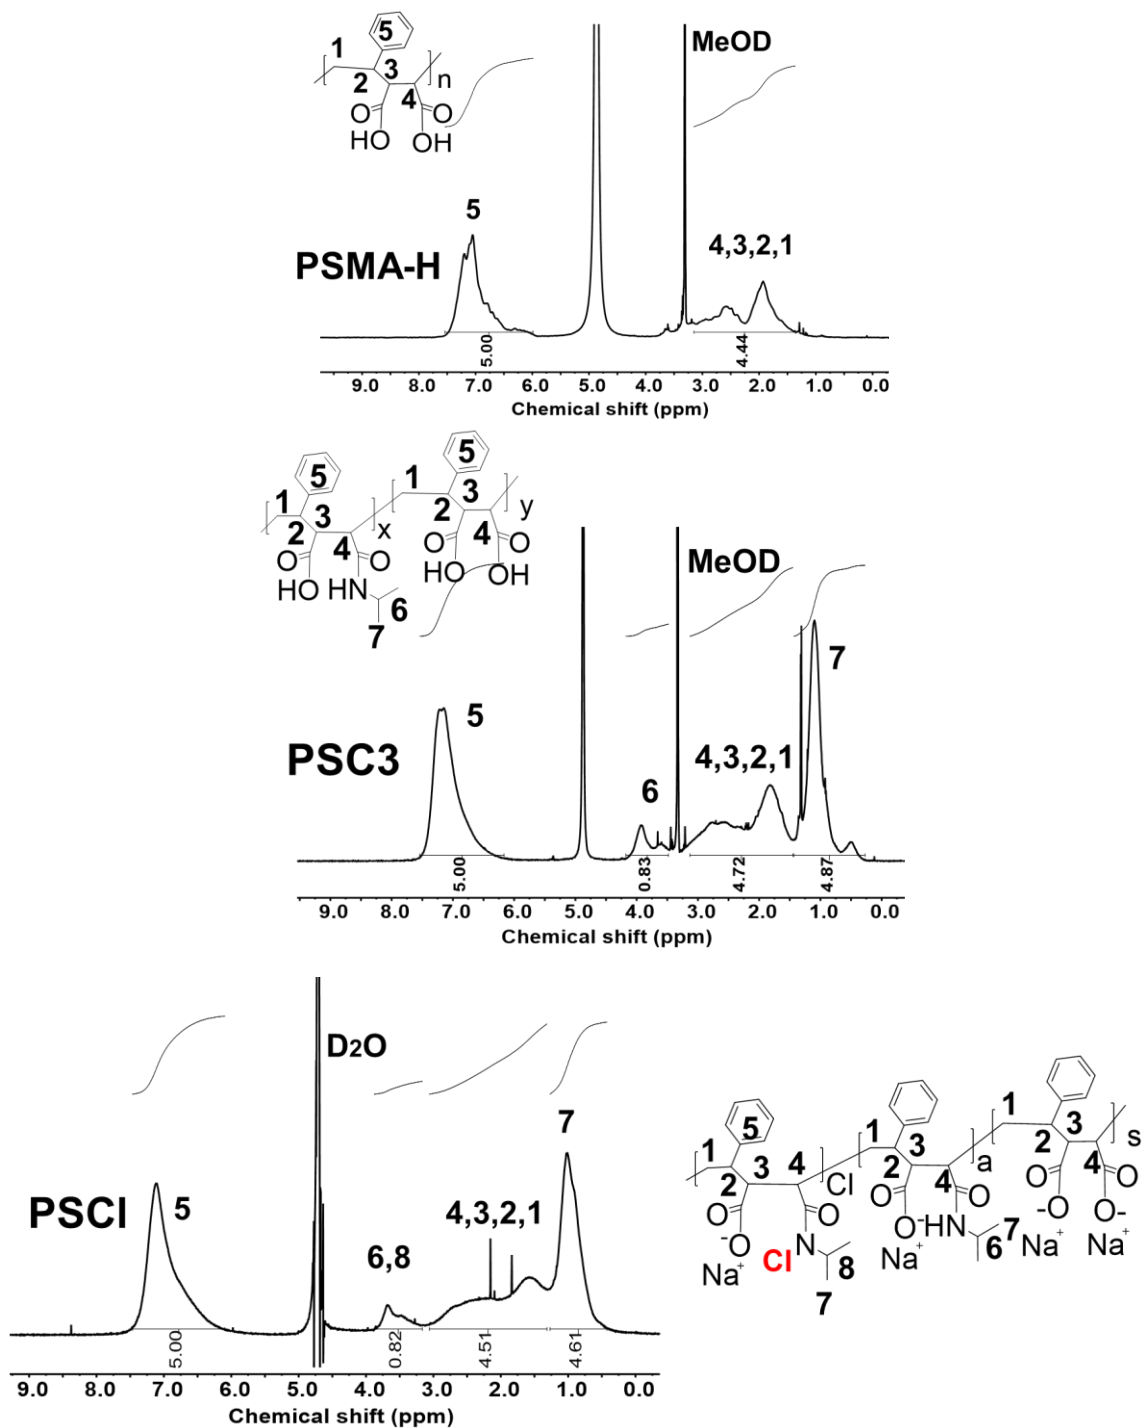 5
1
3
2
4
n
O
O
HO
OH
MeOD
5
4,3,2,1
PSMA-H
5.00
4.44
9.0 8.0 7.0 6.0 5.0 4.0 3.0 2.0 1.0 0.0
Chemical shift (ppm)
5
5
1
1
3
2
3
2
y
x
4
4
O
O
O
O
HO
HN
HO
OH
6
7
MeOD
7
5
PSC3
4,3,2,1
6
5.00
0.83
4.72
4.87
9.0 8.0 7.0 6.0 5.0 4.0 3.0 2.0 1.0 0.0
Chemical shift (ppm)
D2O
7
5
PSCl
4,3,2,1
6,8
5.00
0.82
4.51
4.61
9.0 8.0 7.0 6.0 5.0 4.0 3.0 2.0 1.0 0.0
Chemical shift (ppm)
5
1
1
1
3
3
3
2
2
2
4
4
4
Cl
a
s
O
O
O
O
O
O
-O
N
O-
HN
-O
O-
Na+
Cl
8
7
Na+
6
7
Na+
Na+